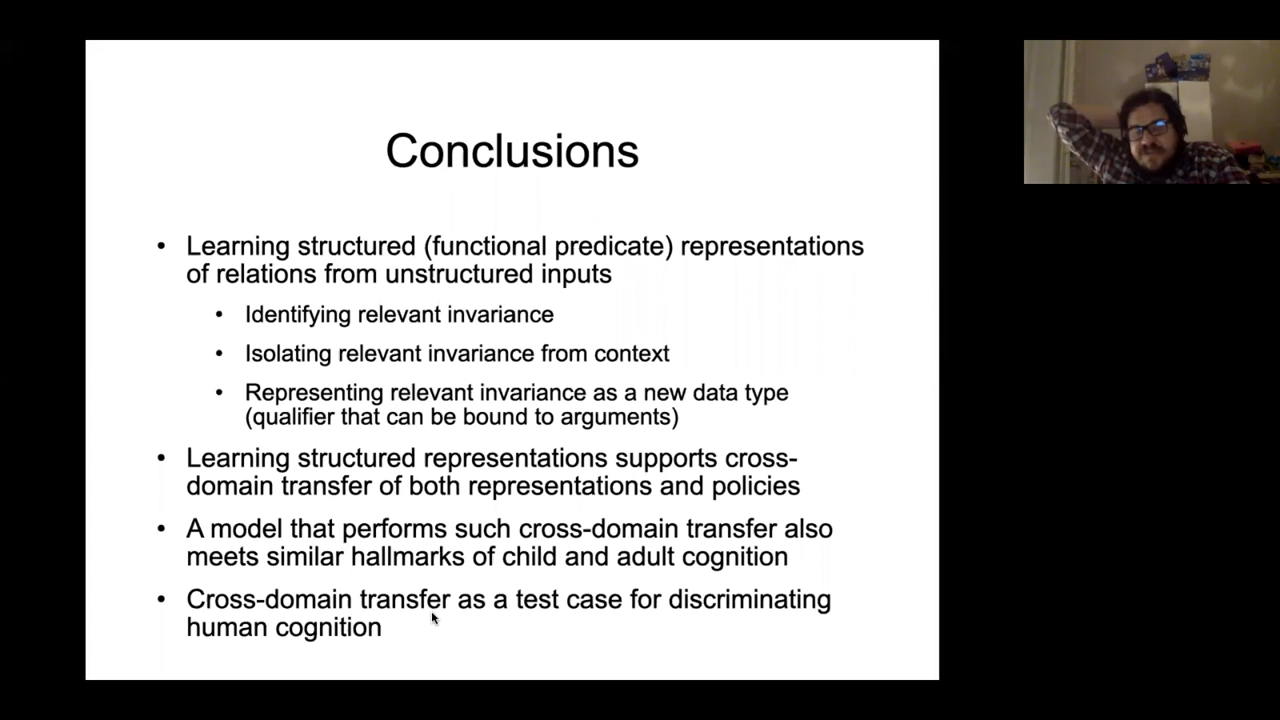 Conclusions
• Learning structured (functional predicate) representations
of relations from unstructured inputs
• Identifying relevant invariance
• Isolating relevant invariance from context
• Representing relevant invariance as a new data type
(qualifier that can be bound to arguments)
• Learning structured representations supports cross-
domain transfer of both representations and policies
• A model that performs such cross-domain transfer also
meets similar hallmarks of child and adult cognition
• Cross-domain transfer as a test case for discriminating
human cognition